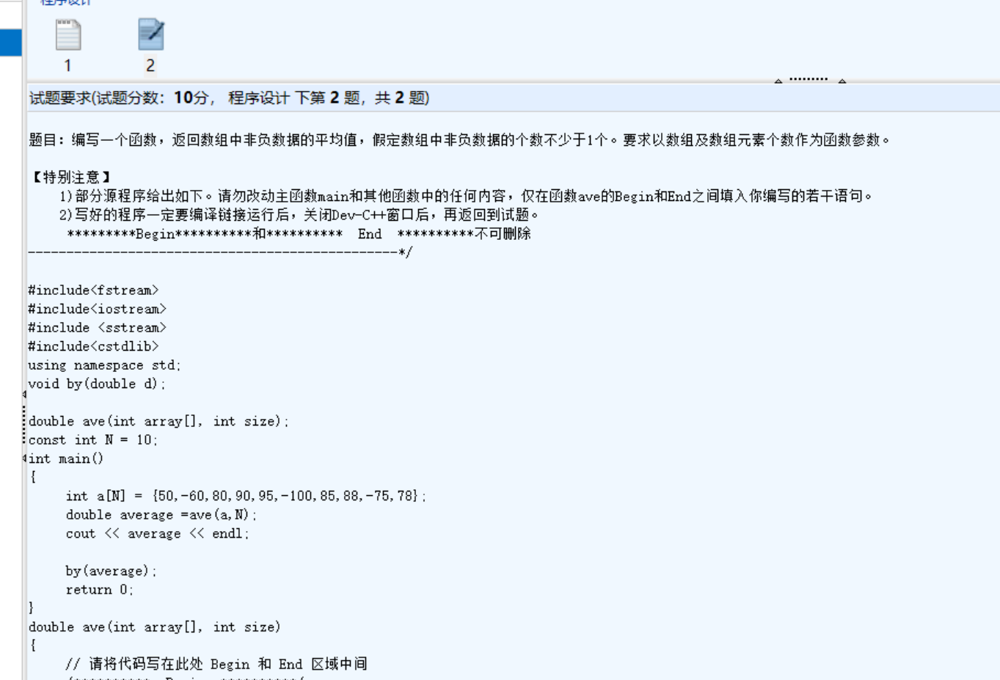 程序设计
1
2
试题要求(试题分数：10分， 程序设计 下第 2 题，共 2 题)
题目：编写一个函数，返回数组中非负数据的平均值，假定数组中非负数据的个数不少于1个。要求以数组及数组元素个数作为函数参数。
【特别注意】
1)部分源程序给出如下。请勿改动主函数main和其他函数中的任何内容，仅在函数ave的Begin和End之间填入你编写的若干语句。
2)写好的程序一定要编译链接运行后，关闭Dev-C++窗口后，再返回到试题。
*********Begin**********和********** End **********不可删除
------------------------------------------------*/
#include<fstream>
#include<iostream>
#include <sstream>
#include<cstdlib>
using namespace std;
void by(double d);
double ave(int array[], int size);
const int N = 10;
int main()
{
int a[N] = {50,-60,80,90,95,-100,85,88,-75,78};
double average =ave(a,N);
cout << average << endl;
by(average);
return 0;
}
double ave(int array[], int size)
{
// 请将代码写在此处 Begin 和 End 区域中间